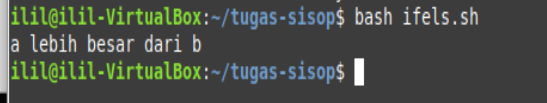 ilil@ilil-VirtualBox:~/tugas-sisop$ bash ifels.sh
a lebih besar dari b
ilil@ilil-VirtualBox:~/tugas-sisop$